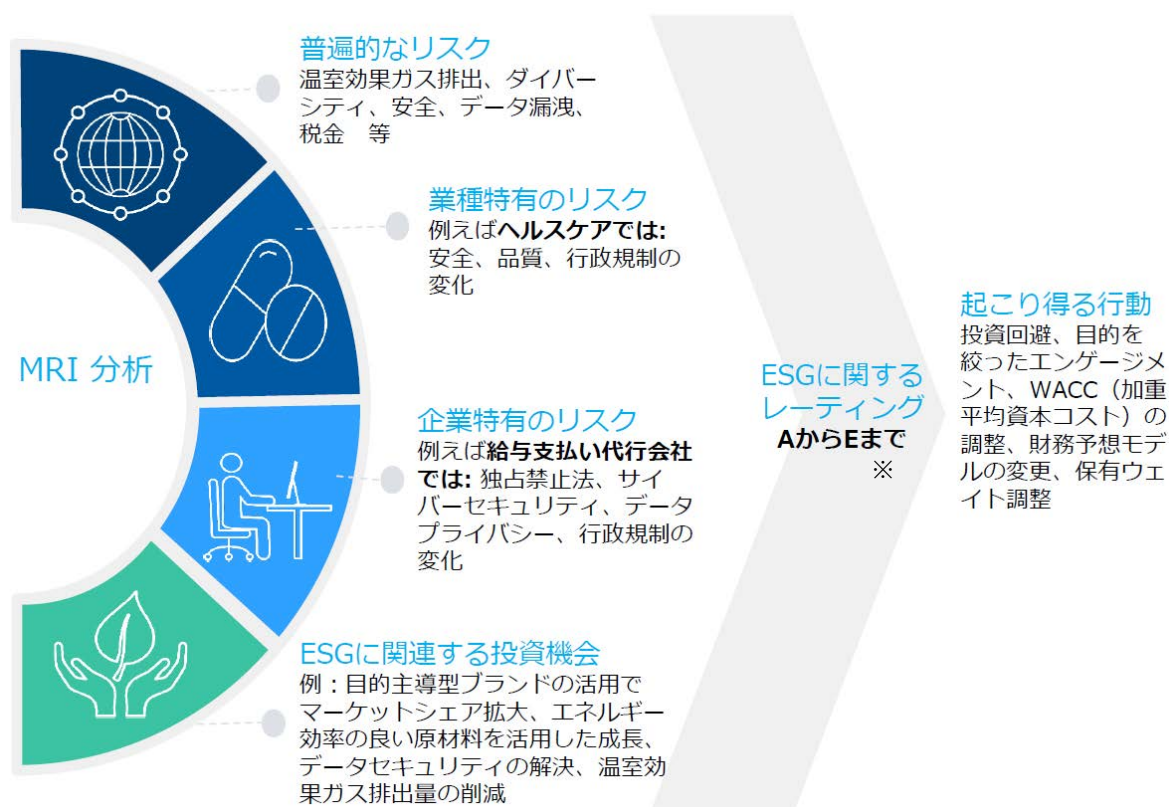 普遍的なリスク
温室効果ガス排出、ダイバー
シティ、安全、データ漏洩、
税金　等
業種特有のリスク
例えばヘルスケアでは:
安全、品質、行政規制の
変化
MRI 分析
企業特有のリスク
例えば給与支払い代行会社
では: 独占禁止法、サイ
バーセキュリティ、データ
プライバシー、行政規制の
変化
ESGに関連する投資機会
例：目的主導型ブランドの活用で
マーケットシェア拡大、エネルギー
効率の良い原材料を活用した成長、
データセキュリティの解決、温室効
果ガス排出量の削減
ESGに関する
レーティング
AからEまで
※
起こり得る行動
投資回避、目的を
絞ったエンゲージメ
ント、WACC（加重
平均資本コスト）の
調整、財務予想モデ
ルの変更、保有ウェ
イト調整